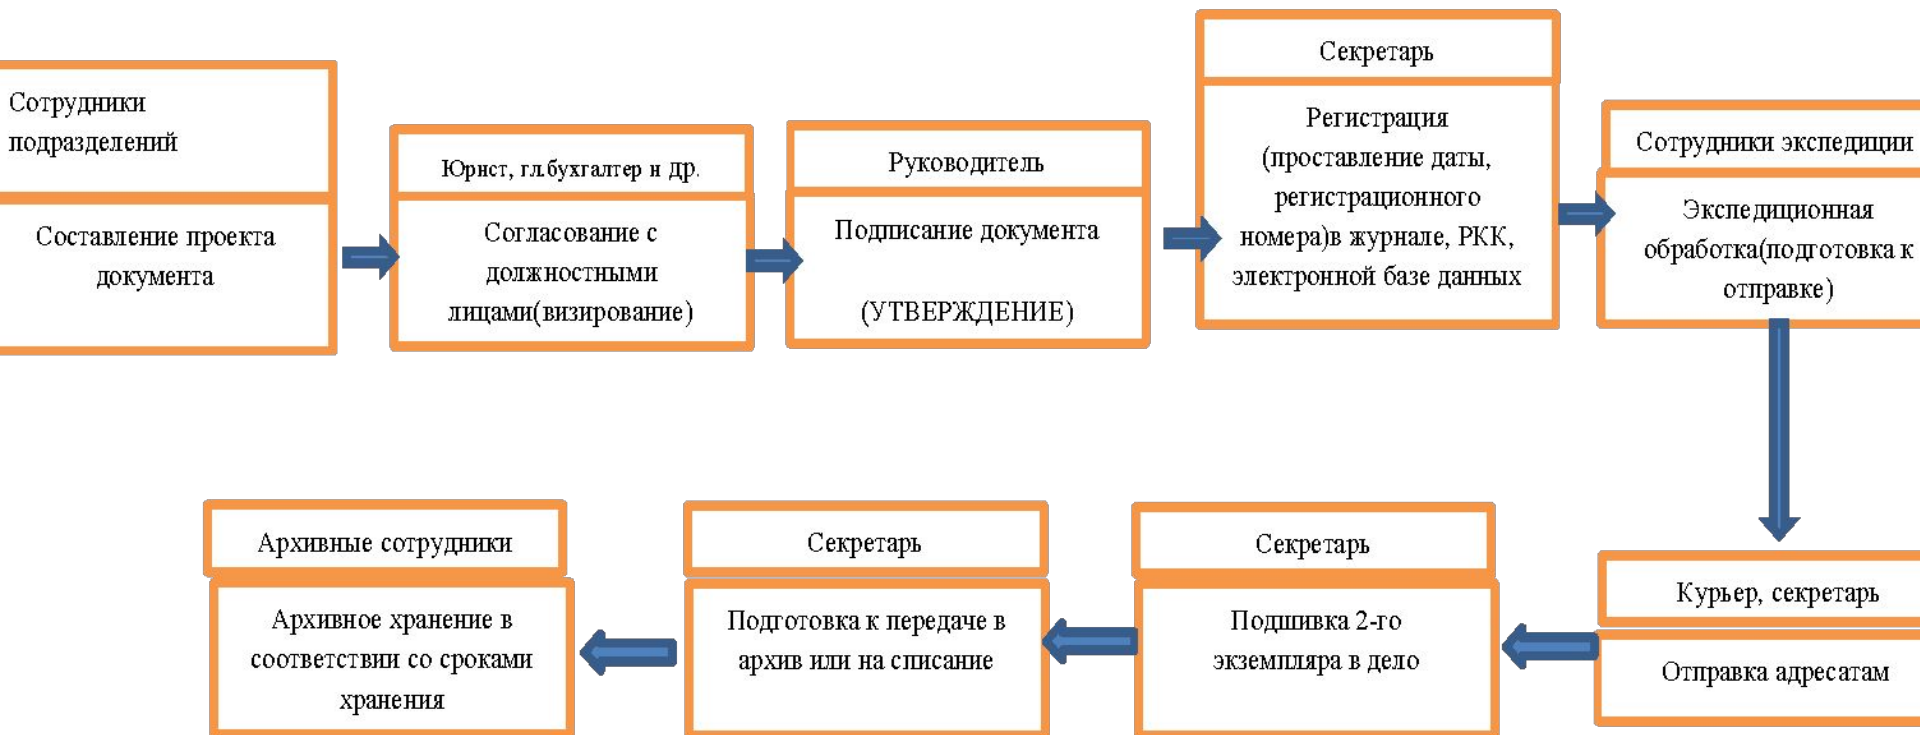 Сотрудники
подразделений
Составление проекта
документа
Юрист, гл.бухгалтер и др.
Согласование с
должностными
лицами(визирование)
Руководитель
Подписание документа
(УТВЕРЖДЕНИЕ)
Секретарь
Регистрация
(проставление даты,
регистрационного
номера)в журнале, РКК,
электронной базе данных
Сотрудники экспедиции
Экспедиционная
обработка(подготовка к
отправке)
Курьер, секретарь
Отправка адресатам
Секретарь
Подшивка 2-го
экземпляра в дело
Секретарь
Подготовка к передаче в
архив или на списание
Архивные сотрудники
Архивное хранение в
соответствии со сроками
хранения